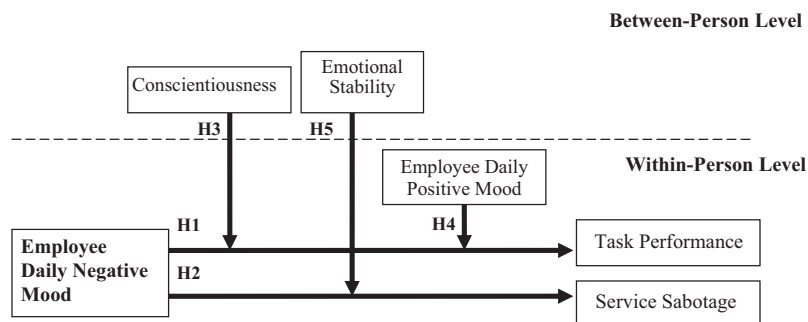 Between-Person Level
Conscientiousness
Emotional
Stability
H3
H5
Within-Person Level
Employee Daily
Positive Mood
H1
H4
Employee
Daily Negative
Mood
H2
Task Performance
Service Sabotage